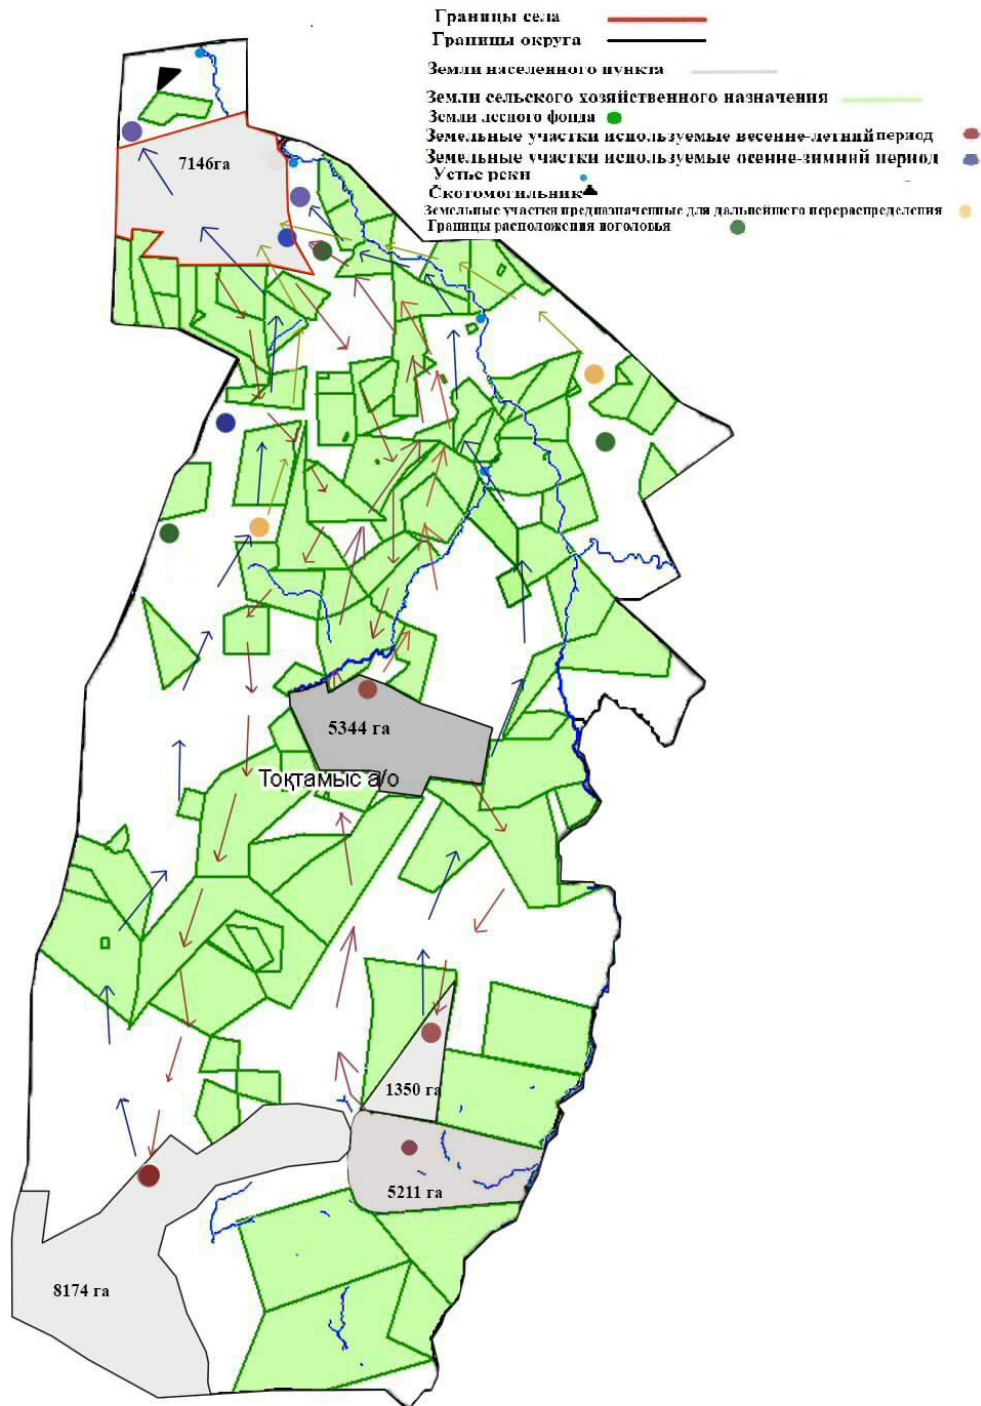 Границы села
Границы округа
Земли населенного пункта
Земли сельского хозяйственного назначения
Земли лесного фонда
Земельные участки используемые весенне-летний период
Земельные участки используемые осенне-зимний период
Устье реки
Скотомогильник
Земельные участки предназначенные для дальнейшего перераспределения
Границы расположения поголовья
7146га
5344 га
Тоқтамыс а/о
1350 га
5211 га
8174 га